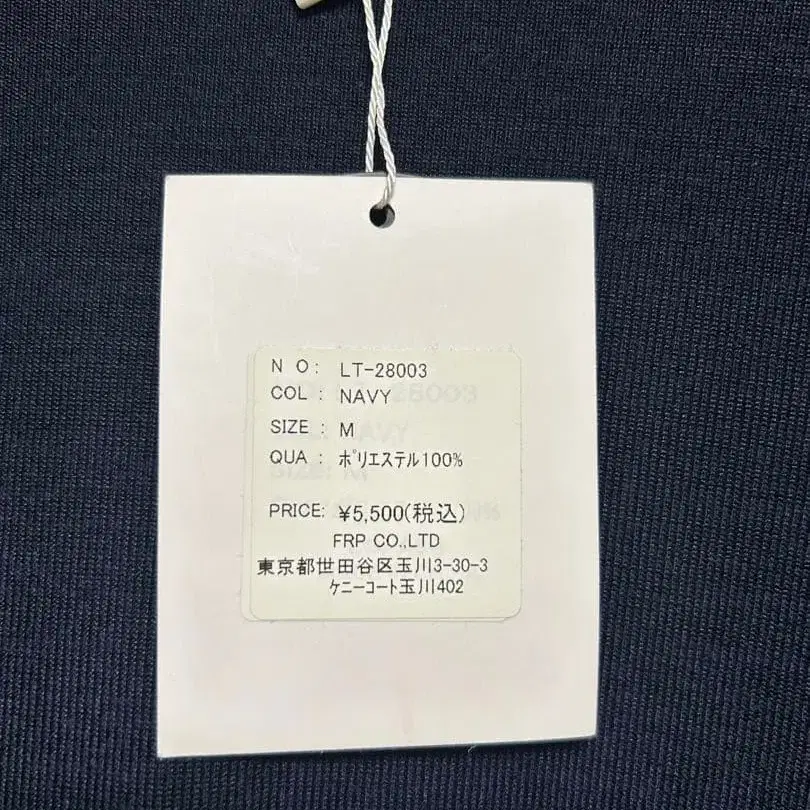 N O: LT-28003
COL : NAVY
SIZE : M
QUA : ﾎﾟﾘｴｽﾃﾙ100%
PRICE: ¥5,500(税込)
FRP CO.,LTD
東京都世田谷区玉川3-30-3
ｹﾆｰｺｰﾄ玉川402